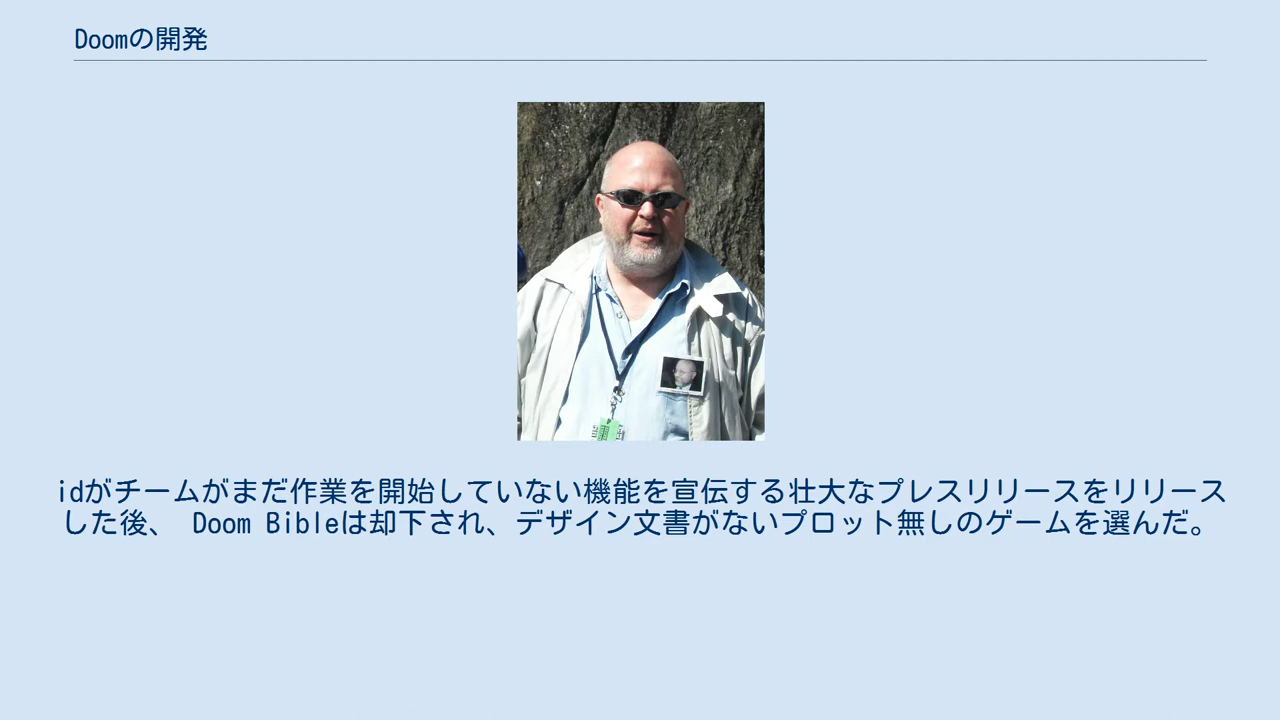 Doomの開発
idがチームがまだ作業を開始していない機能を宣伝する壮大なプレスリリースをリリース
した後、 Doom Bibleは却下され、デザイン文書がないプロット無しのゲームを選んだ。